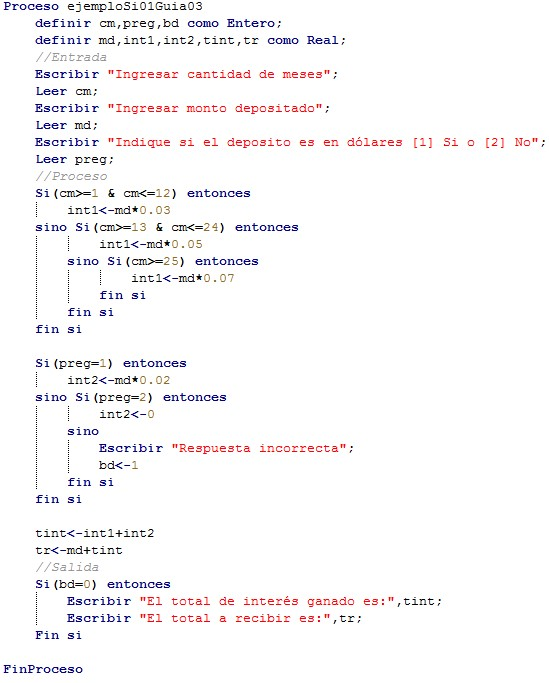 Proceso ejemploSi01Guia03
definir cm,preg,bd como Entero;
definir md,int1,int2,tint,tr como Real;
//Entrada
Escribir "Ingresar cantidad de meses";
Leer cm;
Escribir "Ingresar monto depositado";
Leer md;
Escribir "Indique si el deposito es en dólares [1] Si o [2] No";
Leer preg;
//Proceso
Si(cm>=1 & cm<=12) entonces
int1<-md*0.03
sino Si(cm>=13 & cm<=24) entonces
int1<-md*0.05
sino Si(cm>=25) entonces
int1<-md*0.07
fin si
fin si
fin si
Si(preg=1) entonces
int2<-md*0.02
sino Si(preg=2) entonces
int2<-0
sino
Escribir "Respuesta incorrecta";
bd<-1
fin si
fin si
tint<-int1+int2
tr<-md+tint
//Salida
Si(bd=0) entonces
Escribir "El total de interés ganado es:",tint;
Escribir "El total a recibir es:",tr;
Fin si
FinProceso